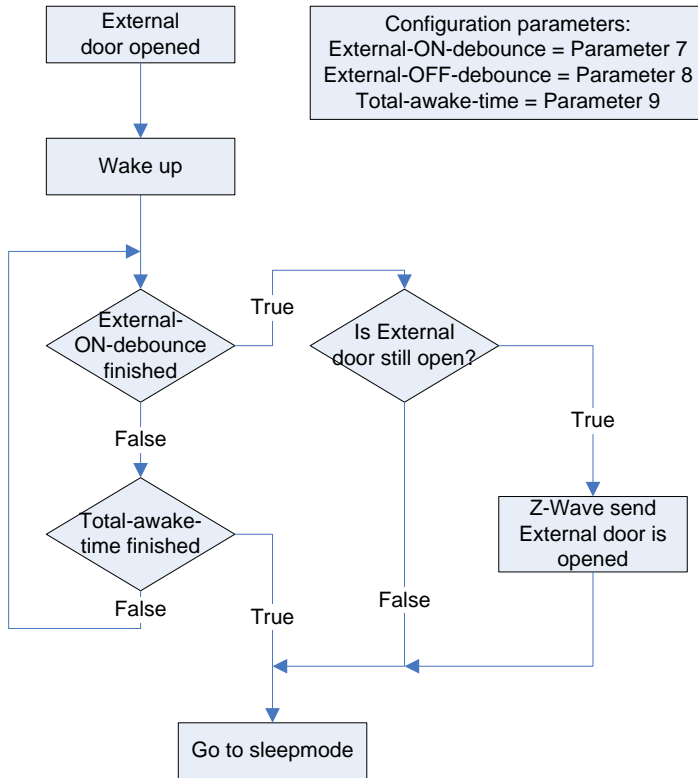 External
door opened
Configuration parameters:
External-ON-debounce = Parameter 7
External-OFF-debounce = Parameter 8
Total-awake-time = Parameter 9
Wake up
External-
ON-debounce
finished
True
Is External
door still open?
False
True
Total-awake-
time finished
Z-Wave send
External door is
opened
False
True
False
Go to sleepmode